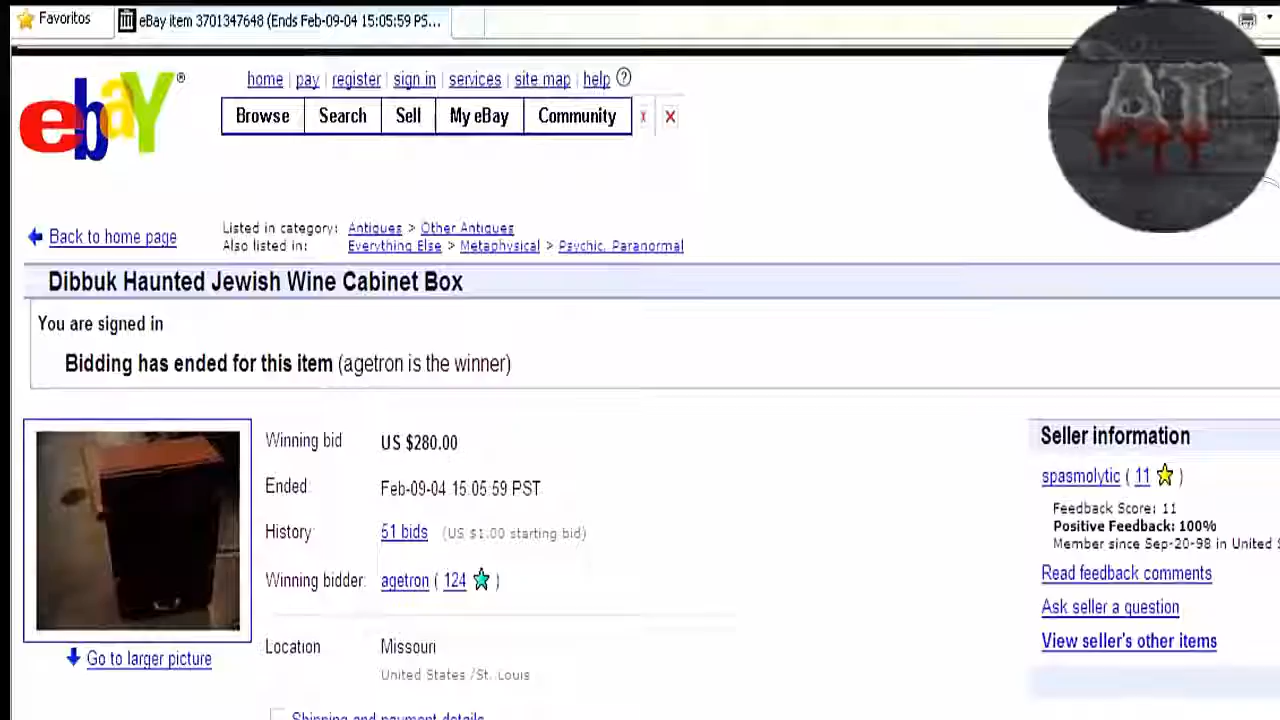 Favoritos
eBay item 3701347648 (Ends Feb-09-04 15:05:59 PS...
AT
ebaY®
home | pay | register | sign in | services | site map | help ?
Browse Search Sell My eBay Community
Back to home page
Listed in category: Antiques > Other Antiques
Also listed in: Everything Else > Metaphysical > Psychic, Paranormal
Dibbuk Haunted Jewish Wine Cabinet Box
You are signed in
Bidding has ended for this item (agetron is the winner)
Winning bid US $280.00
Ended: Feb-09-04 15:05:59 PST
History: 51 bids (US $1.00 starting bid)
Winning bidder: agetron ( 124 )
Location Missouri
United States /St. Louis
Shipping and payment details
Go to larger picture
Seller information
spasmolytic ( 11 )
Feedback Score: 11
Positive Feedback: 100%
Member since Sep-20-98 in United S
Read feedback comments
Ask seller a question
View seller's other items